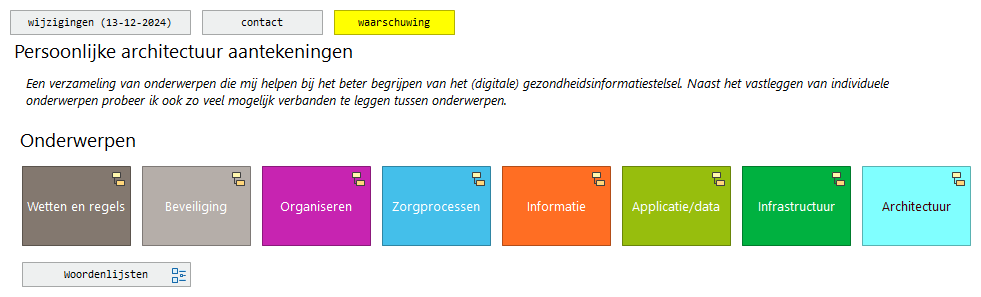 wijzigingen (13-12-2024)
contact
waarschuwing
Persoonlijke architectuur aantekeningen
Een verzameling van onderwerpen die mij helpen bij het beter begrijpen van het (digitale) gezondheidsinformatiestelsel. Naast het vastleggen van individuele
onderwerpen probeer ik ook zo veel mogelijk verbanden te leggen tussen onderwerpen.
Onderwerpen
Wetten en regels
Beveiliging
Organiseren
Zorgprocessen
Informatie
Applicatie/data
Infrastructuur
Architectuur
Woordenlijsten